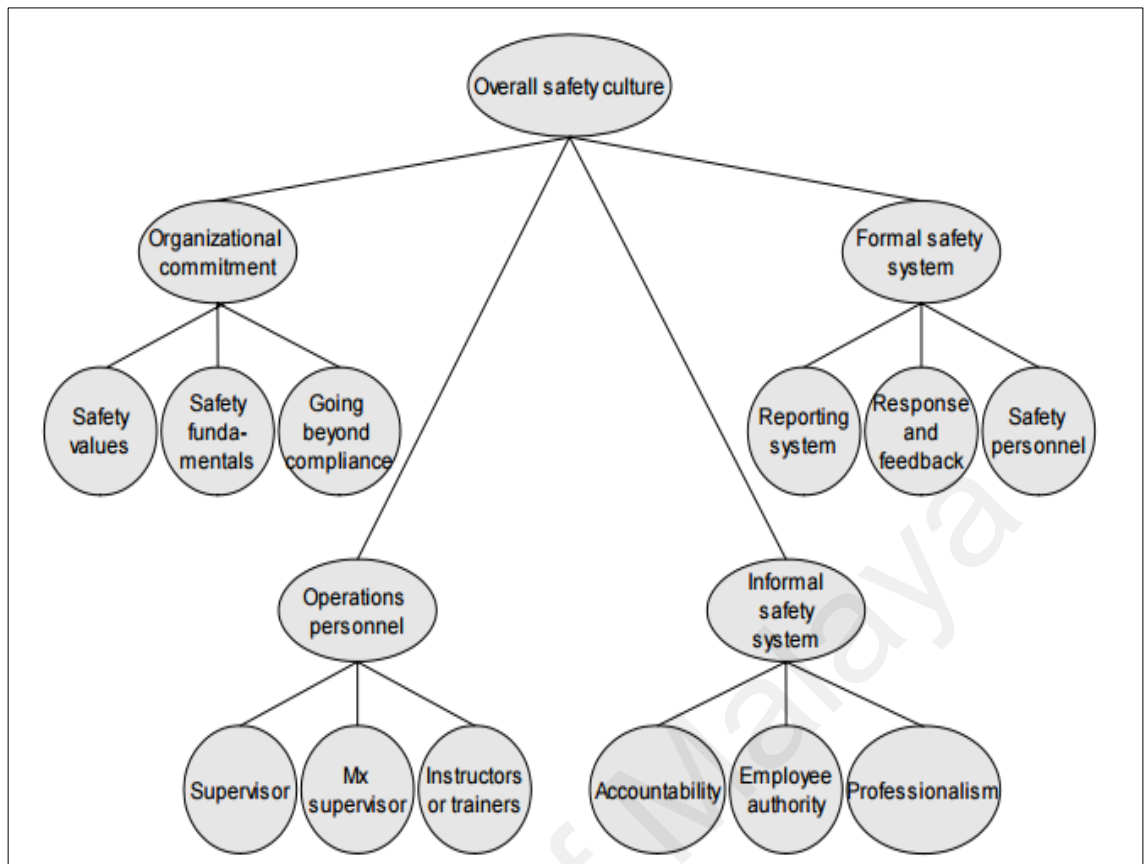 Overall safety culture
Organizational
commitment
Formal safety
system
Safety
values
Safety
funda-
mentals
Going
beyond
compliance
Reporting
system
Response
and
feedback
Safety
personnel
Operations
personnel
Informal
safety
system
Supervisor
Mx
supervisor
Instructors
or trainers
Accountability
Employee
authority
Professionalism
of Malaya